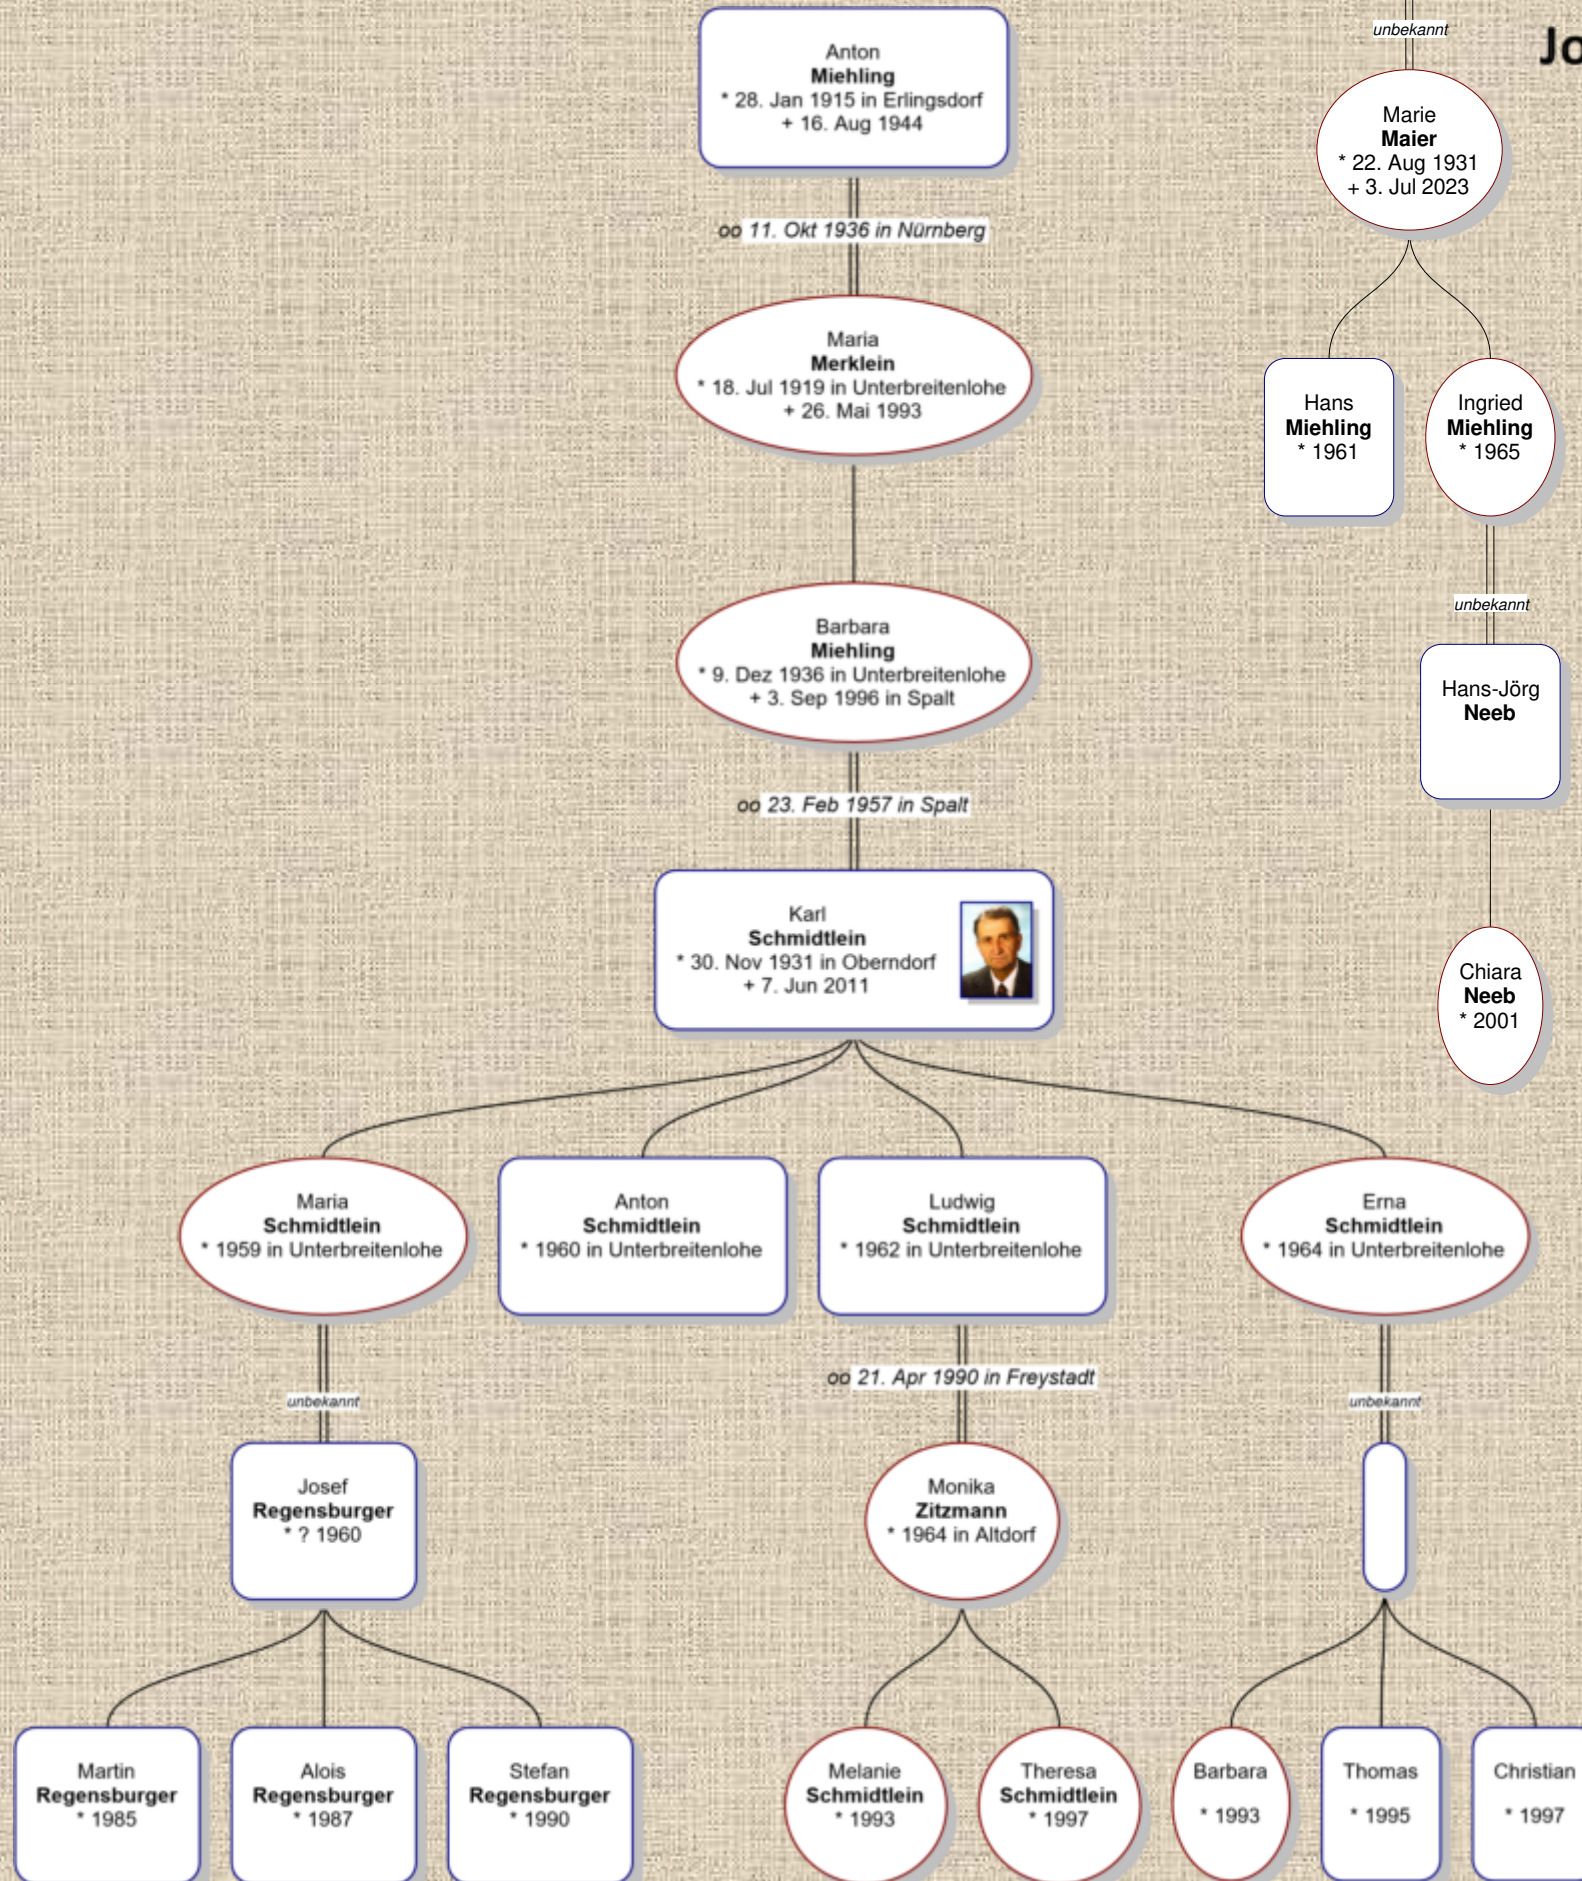 Anton
Miehling
* 28. Jan 1915 in Erlingsdorf
+ 16. Aug 1944
oo 11. Okt 1936 in Nürnberg
Maria
Merklein
* 18. Jul 1919 in Unterbreitenlohe
+ 26. Mai 1993
Barbara
Miehling
* 9. Dez 1936 in Unterbreitenlohe
+ 3. Sep 1996 in Spalt
oo 23. Feb 1957 in Spalt
Karl
Schmidtlein
* 30. Nov 1931 in Oberndorf
+ 7. Jun 2011
unbekannt
Jo
Marie
Maier
* 22. Aug 1931
+ 3. Jul 2023
Hans
Miehling
* 1961
Ingried
Miehling
* 1965
unbekannt
Hans-Jörg
Neeb
Chiara
Neeb
* 2001
Maria
Schmidtlein
* 1959 in Unterbreitenlohe
Anton
Schmidtlein
* 1960 in Unterbreitenlohe
Ludwig
Schmidtlein
* 1962 in Unterbreitenlohe
Erna
Schmidtlein
* 1964 in Unterbreitenlohe
unbekannt
oo 21. Apr 1990 in Freystadt
unbekannt
Josef
Regensburger
* ? 1960
Monika
Zitzmann
* 1964 in Altdorf
Martin
Regensburger
* 1985
Alois
Regensburger
* 1987
Stefan
Regensburger
* 1990
Melanie
Schmidtlein
* 1993
Theresa
Schmidtlein
* 1997
Barbara
* 1993
Thomas
* 1995
Christian
* 1997